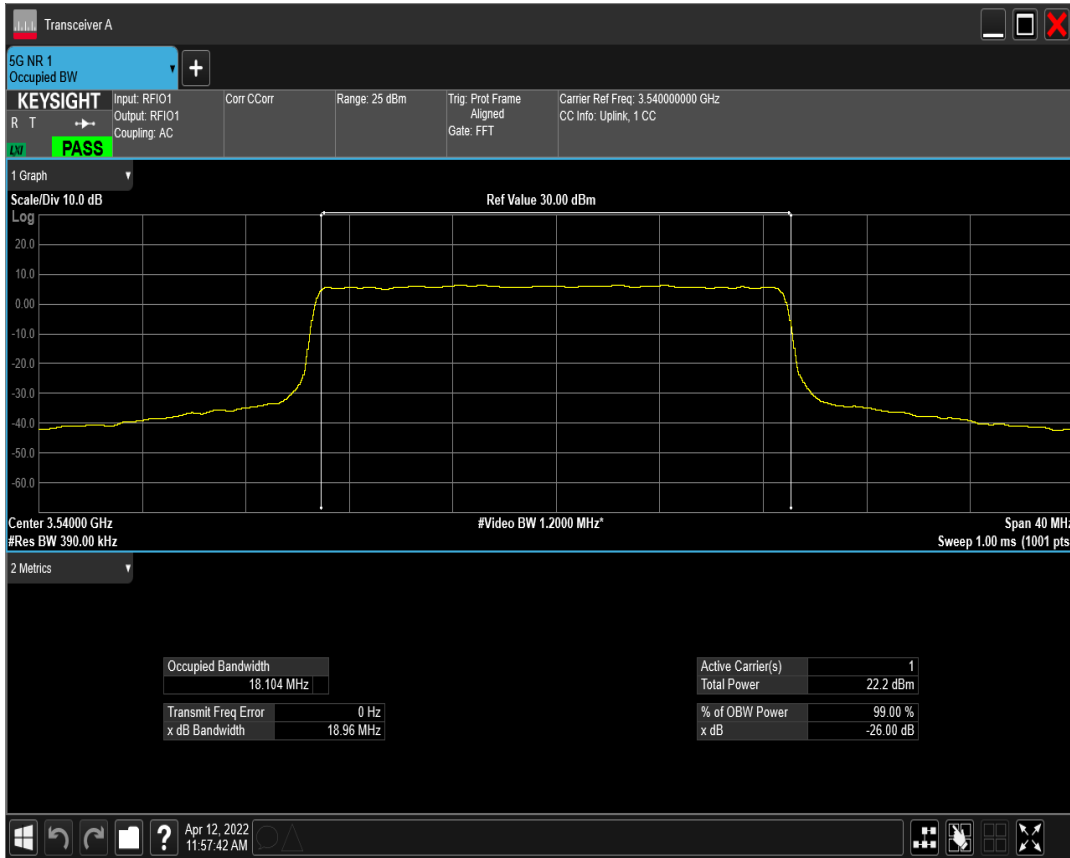 Transceiver A
5G NR 1
Occupied BW
KEYSIGHT
R T
LXI
PASS
Input: RFIO1
Output: RFIO1
Coupling: AC
Corr CCorr
Range: 25 dBm
Trig: Prot Frame
Aligned
Gate: FFT
Carrier Ref Freq: 3.540000000 GHz
CC Info: Uplink, 1 CC
1 Graph
Scale/Div 10.0 dB
Ref Value 30.00 dBm
Log
20.0
10.0
0.00
-10.0
-20.0
-30.0
-40.0
-50.0
-60.0
Center 3.54000 GHz
#Video BW 1.2000 MHz*
Span 40 MHz
#Res BW 390.00 kHz
Sweep 1.00 ms (1001 pts
2 Metrics
Occupied Bandwidth
18.104 MHz
Transmit Freq Error 0 Hz
x dB Bandwidth 18.96 MHz
Active Carrier(s) 1
Total Power 22.2 dBm
% of OBW Power 99.00 %
x dB -26.00 dB
?
Apr 12, 2022
11:57:42 AM